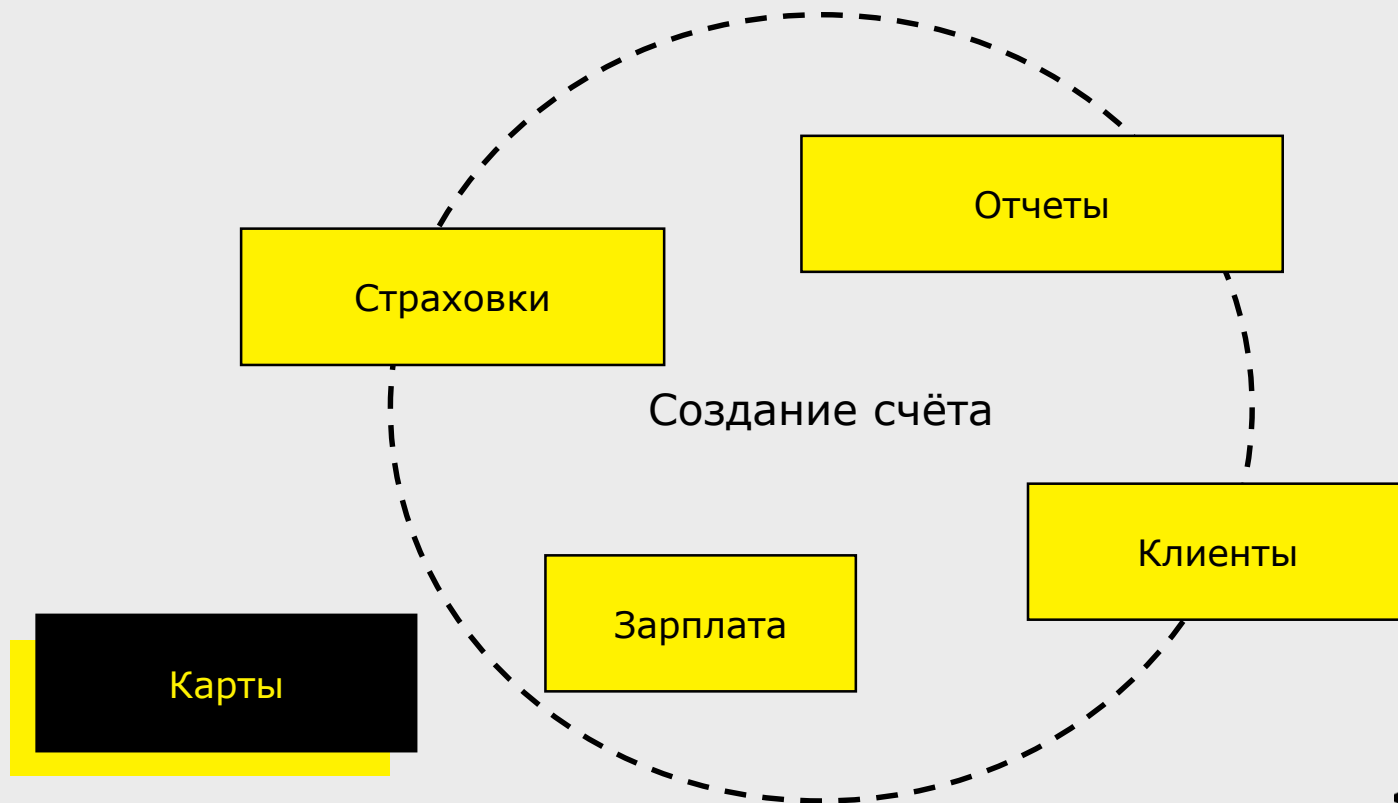 Отчеты
Страховки
Создание счёта
Клиенты
Зарплата
Карты